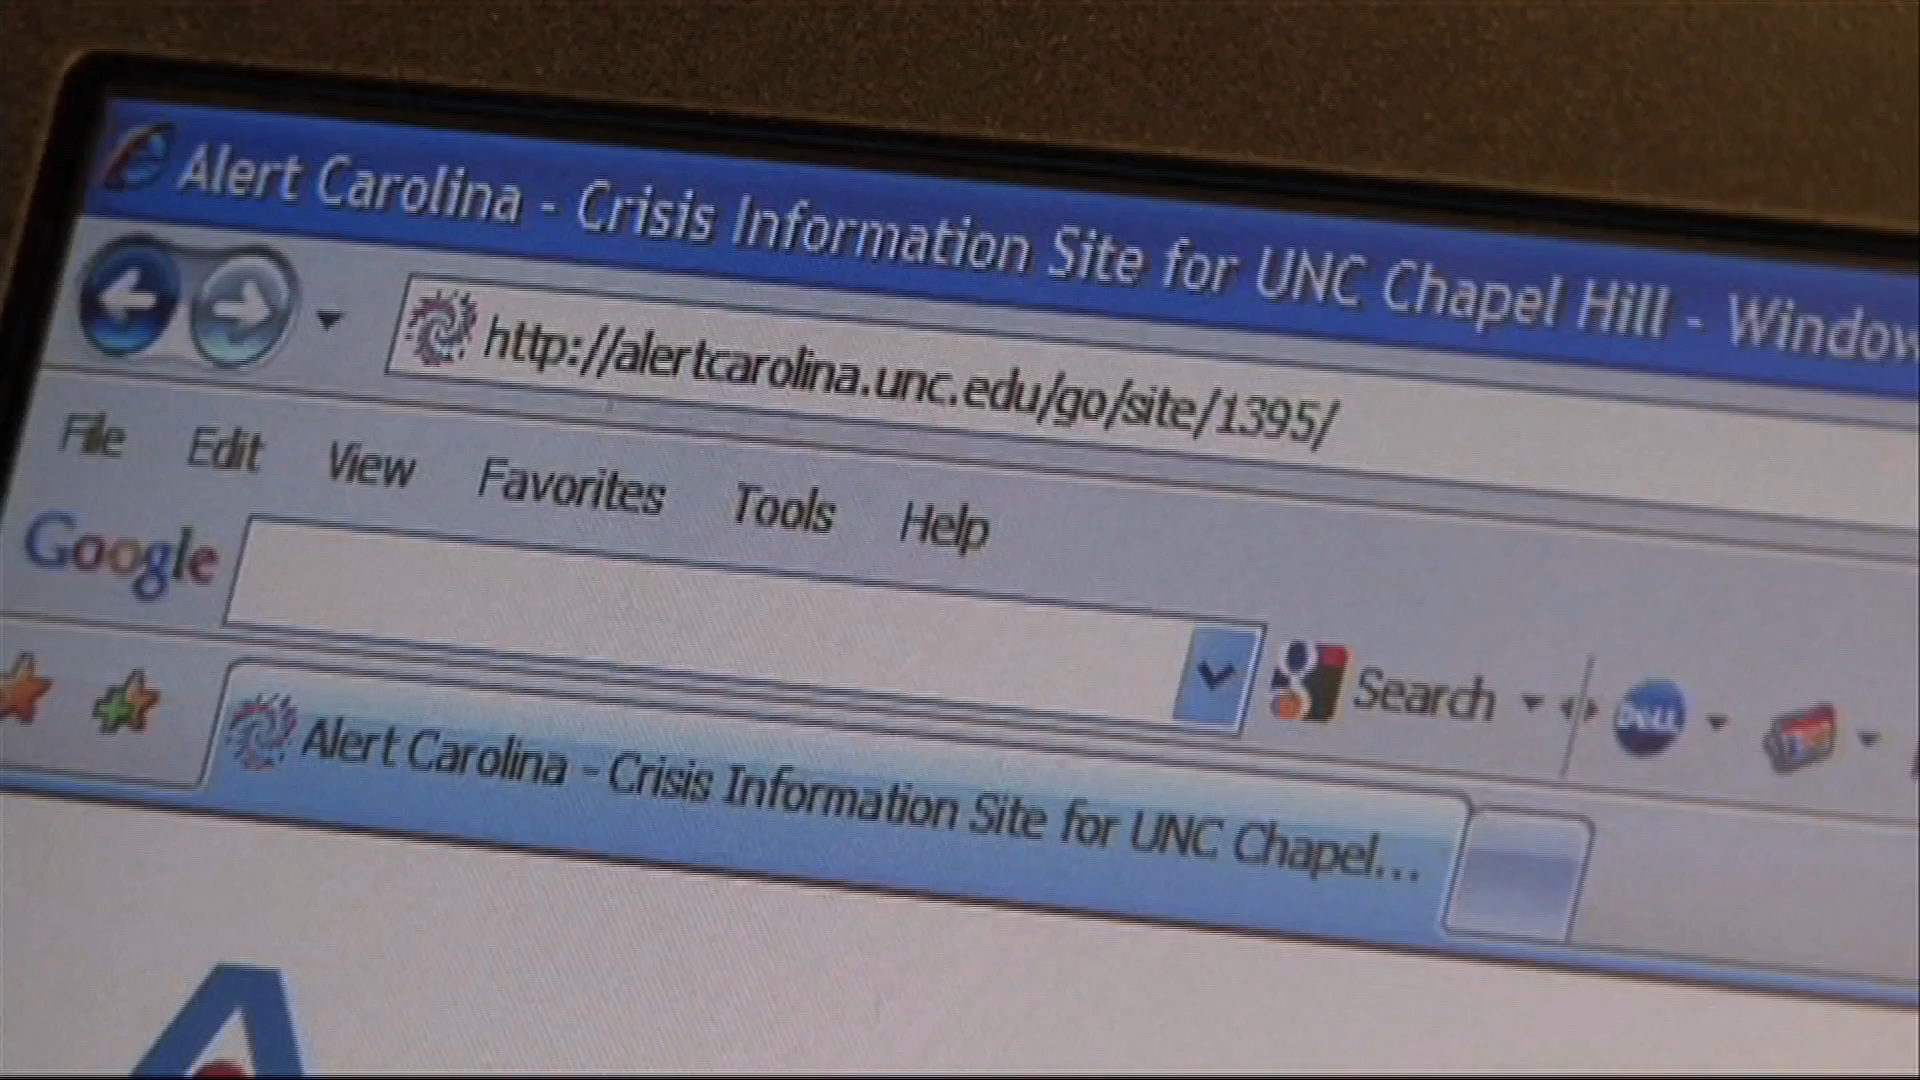 Alert Carolina - Crisis Information Site for UNC Chapel Hill - Window
http://alertcarolina.unc.edu/go/site/1395/
File Edit View Favorites Tools Help
Google Search DELL
Alert Carolina - Crisis Information Site for UNC Chapel...
A